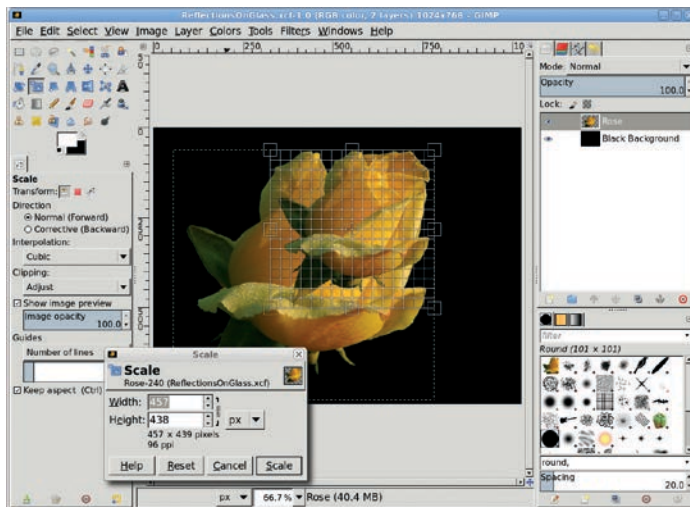 ReflectionsOnGlass.xcf-1.0 (RGB color, 2 layers) 1024x768 – GIMP
File Edit Select View Image Layer Colors Tools Filters Windows Help
0 250 500 750 10
Mode: Normal
Opacity
100.0
Lock:
Rose
Black Background
Scale
Transform:
Direction
Normal (Forward)
Corrective (Backward)
Interpolation:
Cubic
Clipping:
Adjust
Show image preview
Image opacity
100.0
Guides
Number of lines
Keep aspect (Ctrl)
Scale
Scale
Rose-240 (ReflectionsOnGlass.xcf)
Width: 457
Height: 438
px
457 x 439 pixels
96 ppi
Help Reset Cancel Scale
filter
Round (101 × 101)
round,
Spacing
20.0
px 66.7% Rose (40.4 MB)